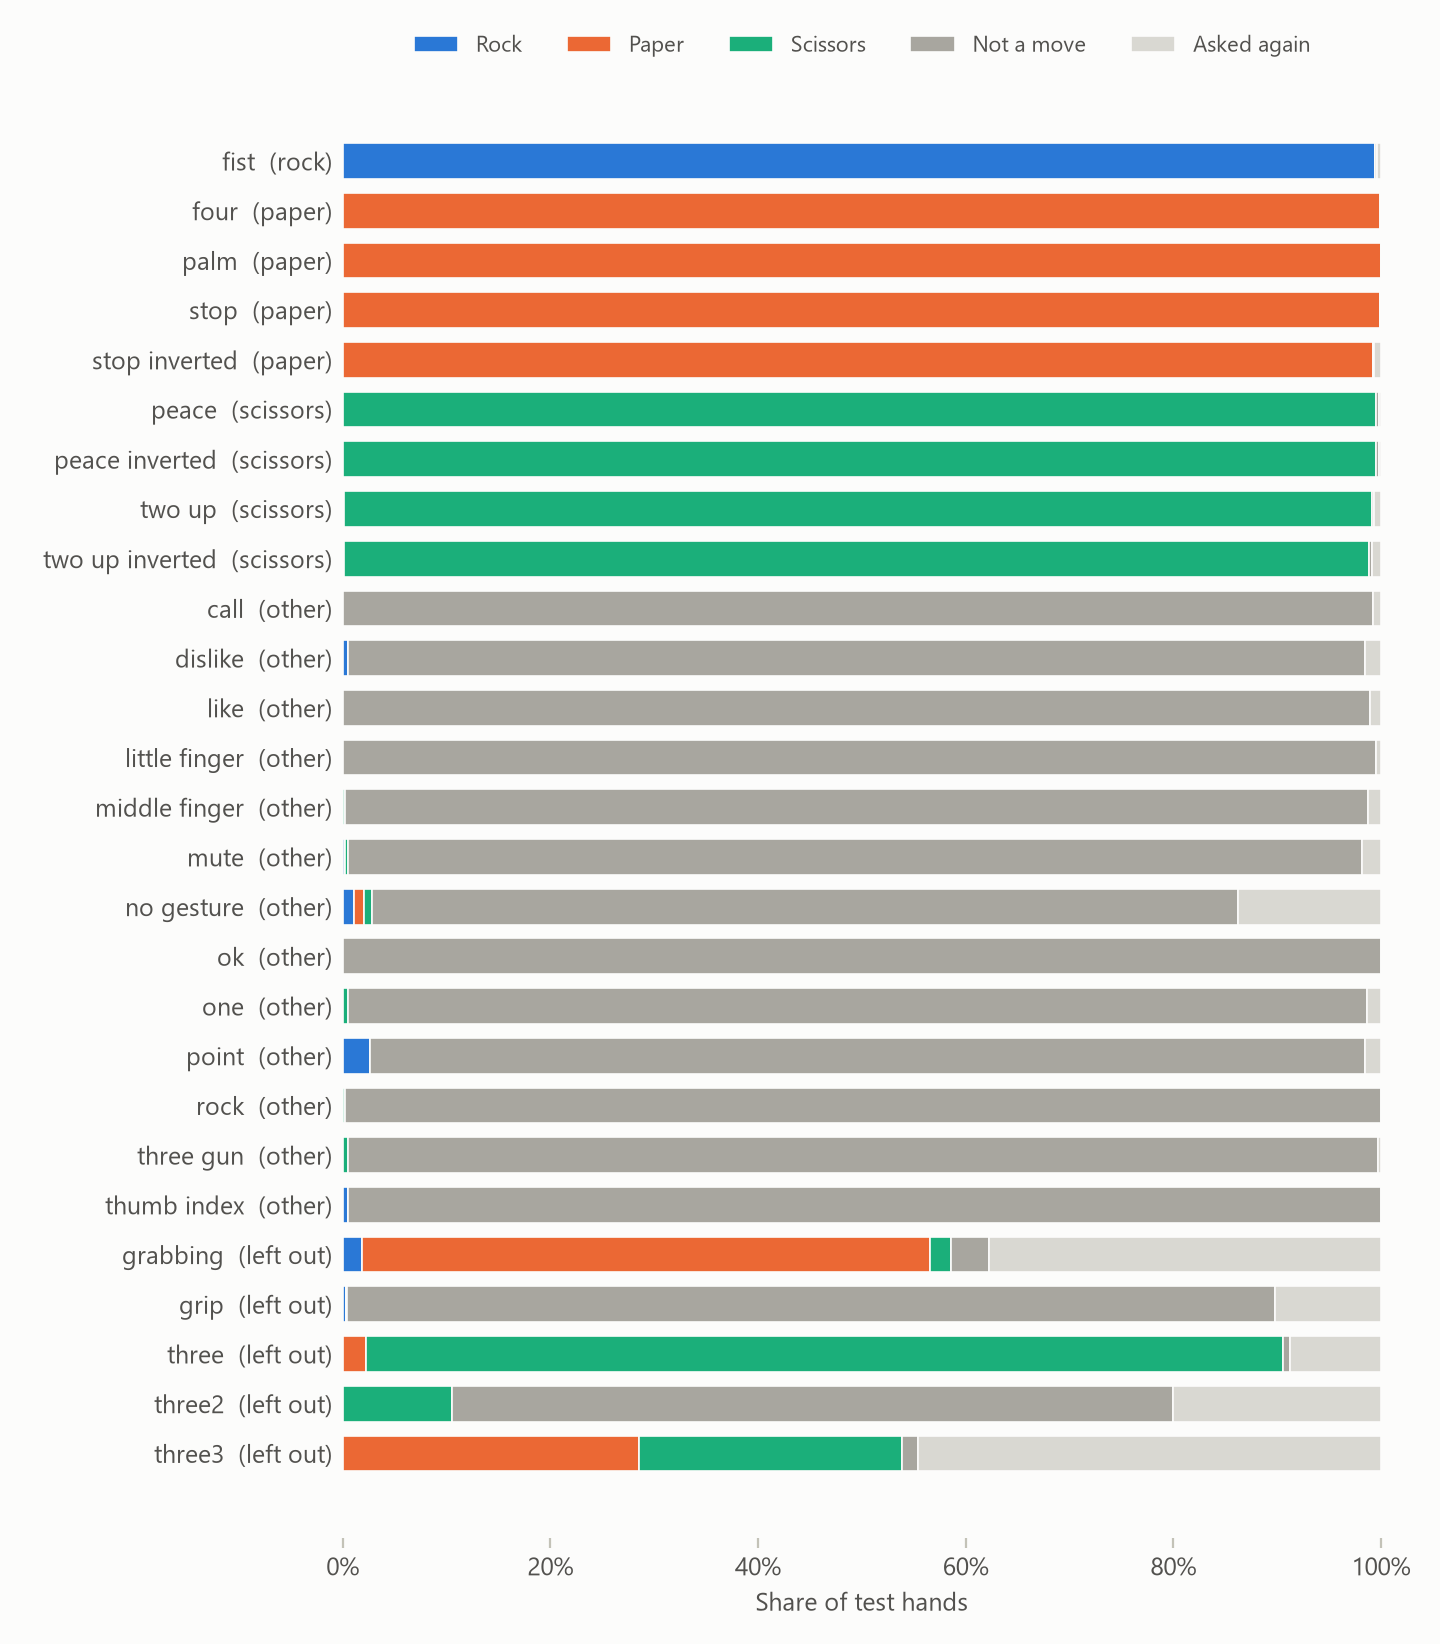 Rock Paper Scissors Not a move Asked again
fist (rock)
four (paper)
palm (paper)
stop (paper)
stop inverted (paper)
peace (scissors)
peace inverted (scissors)
two up (scissors)
two up inverted (scissors)
call (other)
dislike (other)
like (other)
little finger (other)
middle finger (other)
mute (other)
no gesture (other)
ok (other)
one (other)
point (other)
rock (other)
three gun (other)
thumb index (other)
grabbing (left out)
grip (left out)
three (left out)
three2 (left out)
three3 (left out)
0% 20% 40% 60% 80% 100%
Share of test hands